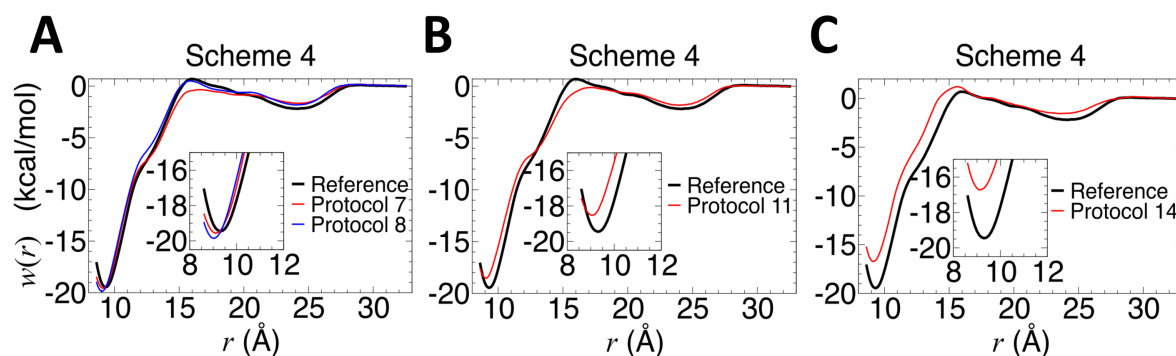 A
Scheme 4
w(r) (kcal/mol)
0
-5
-10
-15
-20
10 15 20 25 30
r (Å)
-16
-18
-20
8 10 12
Reference
Protocol 7
Protocol 8
B
Scheme 4
0
-5
-10
-15
-20
10 15 20 25 30
r (Å)
-16
-18
-20
8 10 12
Reference
Protocol 11
C
Scheme 4
0
-5
-10
-15
-20
10 15 20 25 30
r (Å)
-16
-18
-20
8 10 12
Reference
Protocol 14